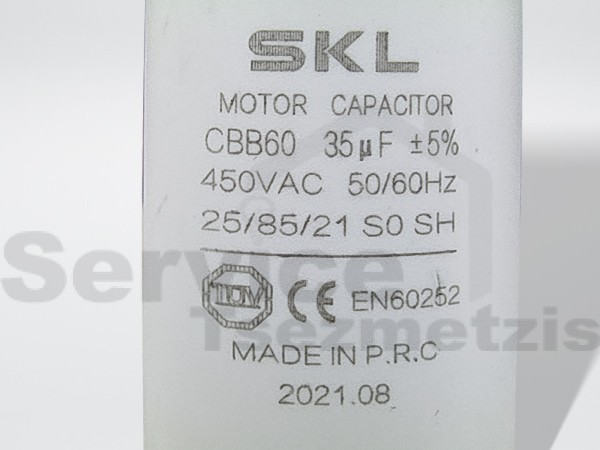 SKL
MOTOR CAPACITOR
CBB60 35μF ±5%
450VAC 50/60Hz
25/85/21 S0 SH
TÜV CE EN60252
MADE IN P.R.C
2021.08
Service
Tsezmetzis